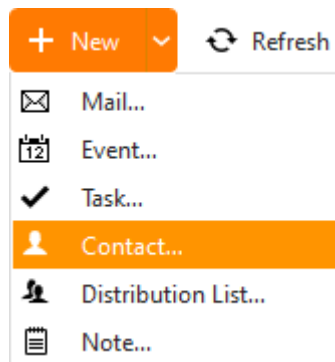 New Refresh
Mail...
12 Event...
Task...
Contact...
Distribution List...
Note...